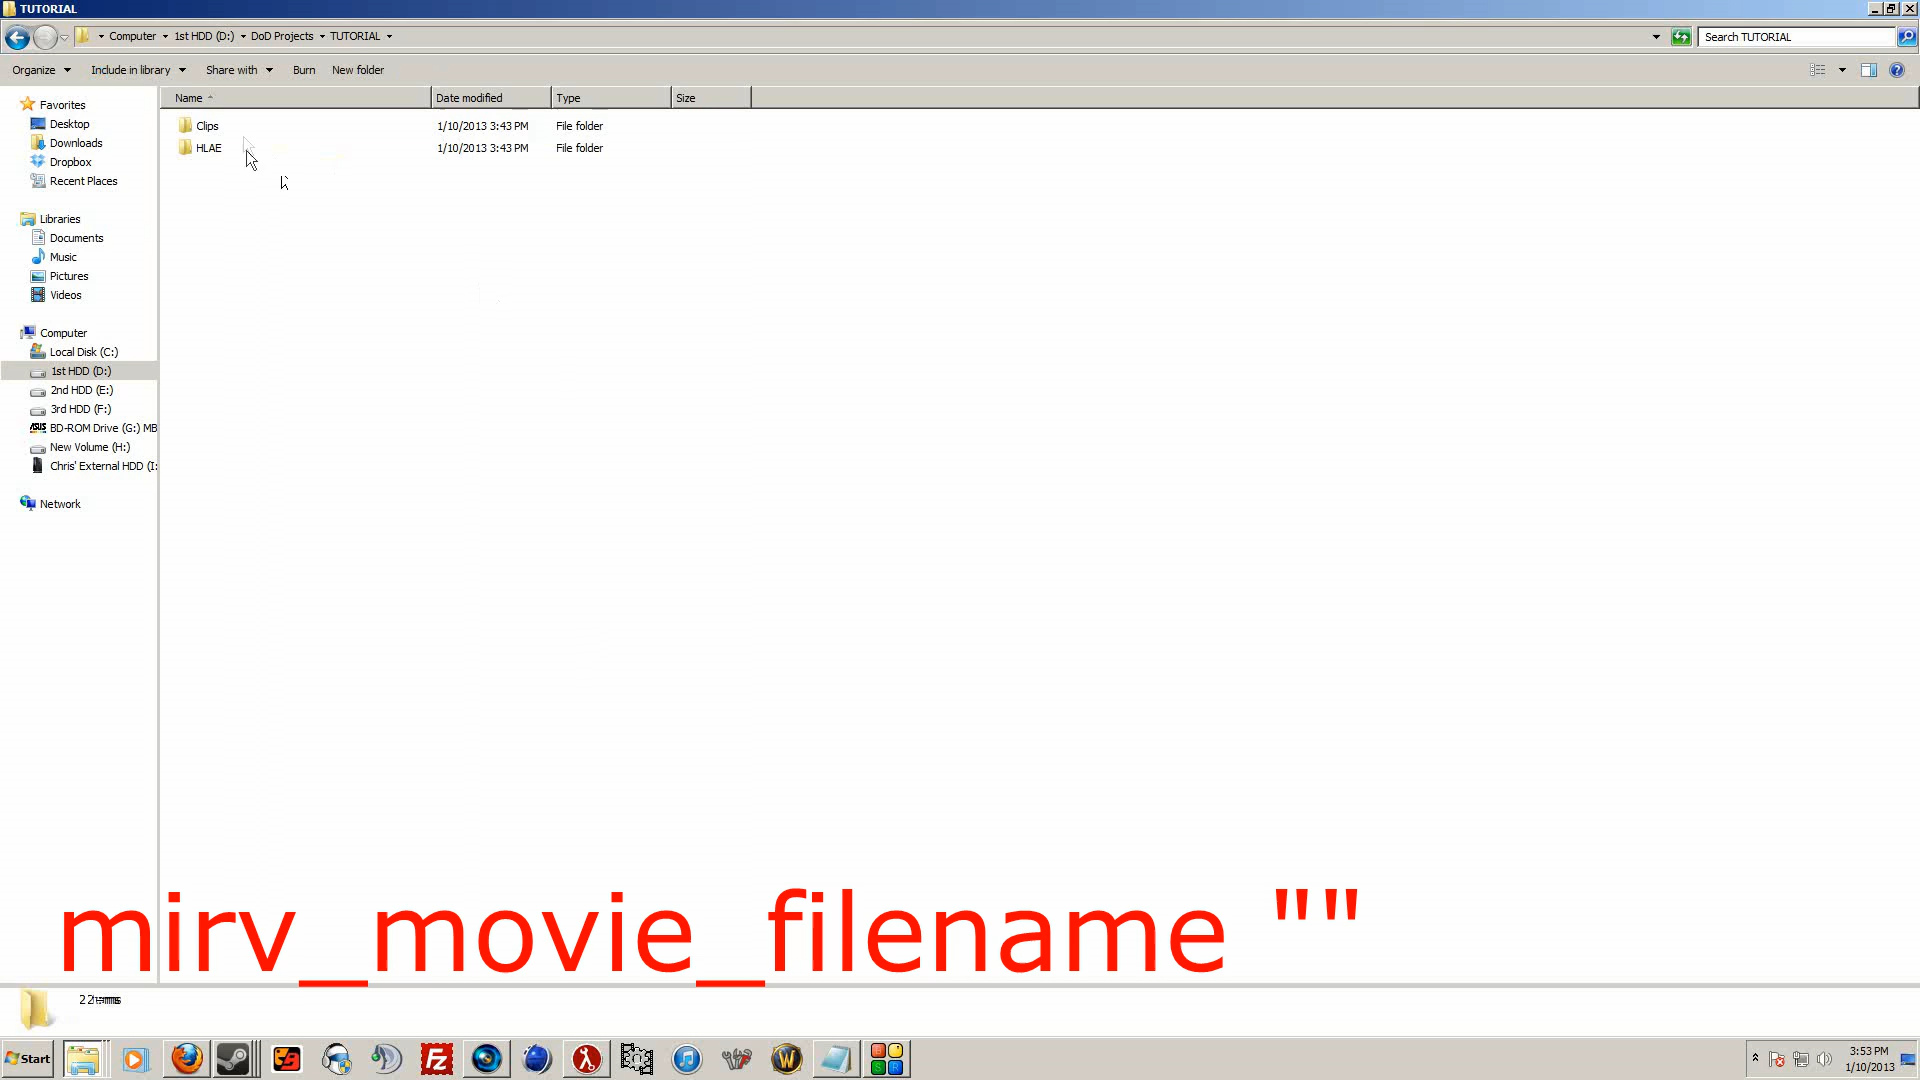 TUTORIAL
Computer 1st HDD (D:) DoD Projects TUTORIAL
Search TUTORIAL
Organize Include in library Share with Burn New folder
Name Date modified Type Size
Clips 1/10/2013 3:43 PM File folder
HLAE 1/10/2013 3:43 PM File folder
Favorites
Desktop
Downloads
Dropbox
Recent Places
Libraries
Documents
Music
Pictures
Videos
Computer
Local Disk (C:)
1st HDD (D:)
2nd HDD (E:)
3rd HDD (F:)
BD-ROM Drive (G:) MB
New Volume (H:)
Chris' External HDD (I:
Network
mirv_movie_filename ""
Start
3:53 PM
1/10/2013